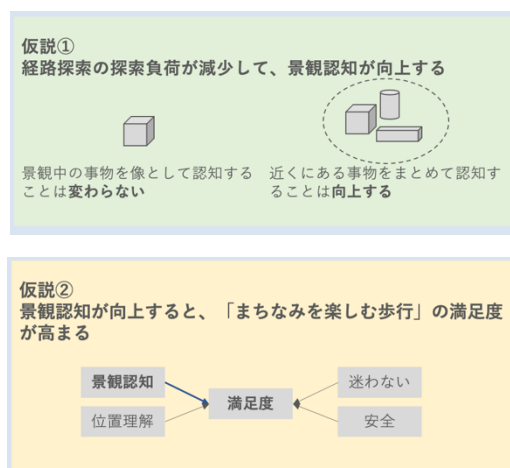 仮説①
経路探索の探索負荷が減少して、景観認知が向上する
景観中の事物を像として認知する
ことは変わらない
近くにある事物をまとめて認知す
ることは向上する
仮説②
景観認知が向上すると、「まちなみを楽しむ歩行」の満足度
が高まる
景観認知
位置理解
満足度
迷わない
安全